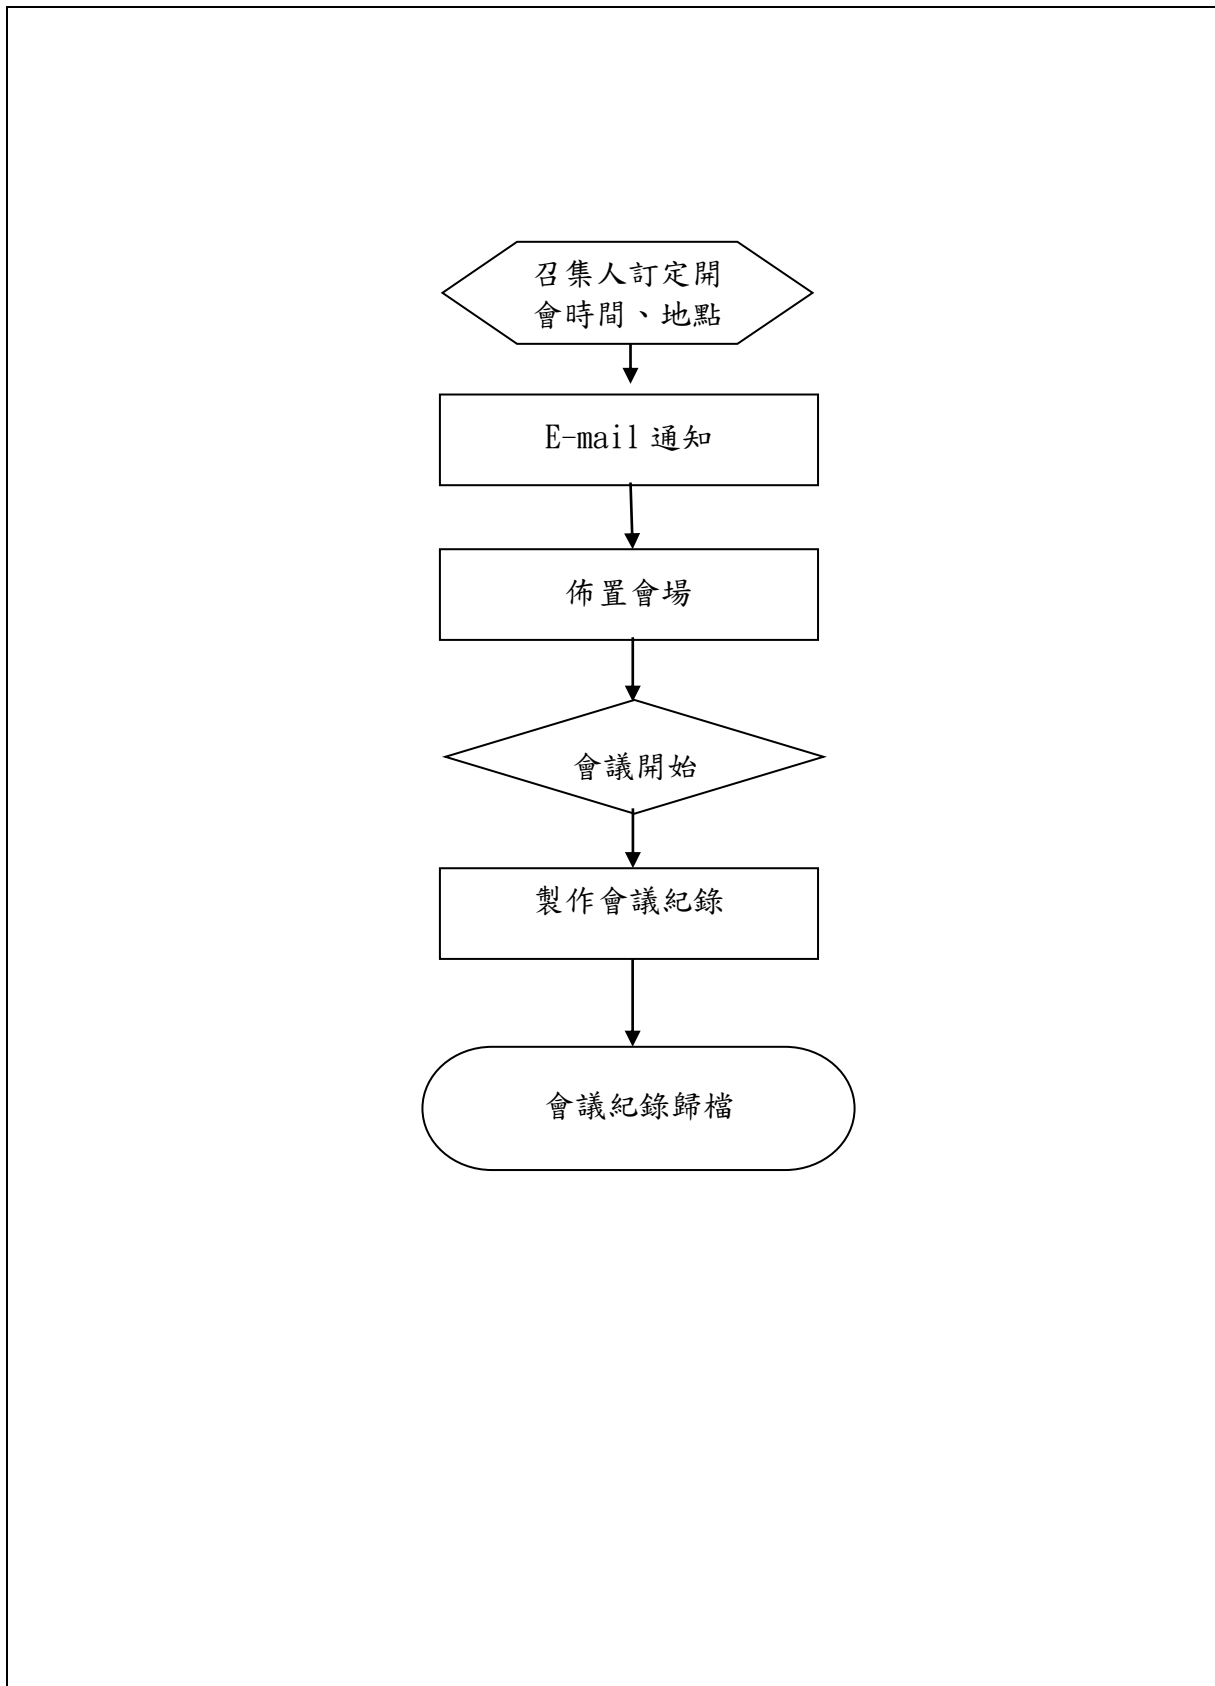 召集人訂定開
會時間、地點
E-mail 通知
佈置會場
會議開始
製作會議紀錄
會議紀錄歸檔